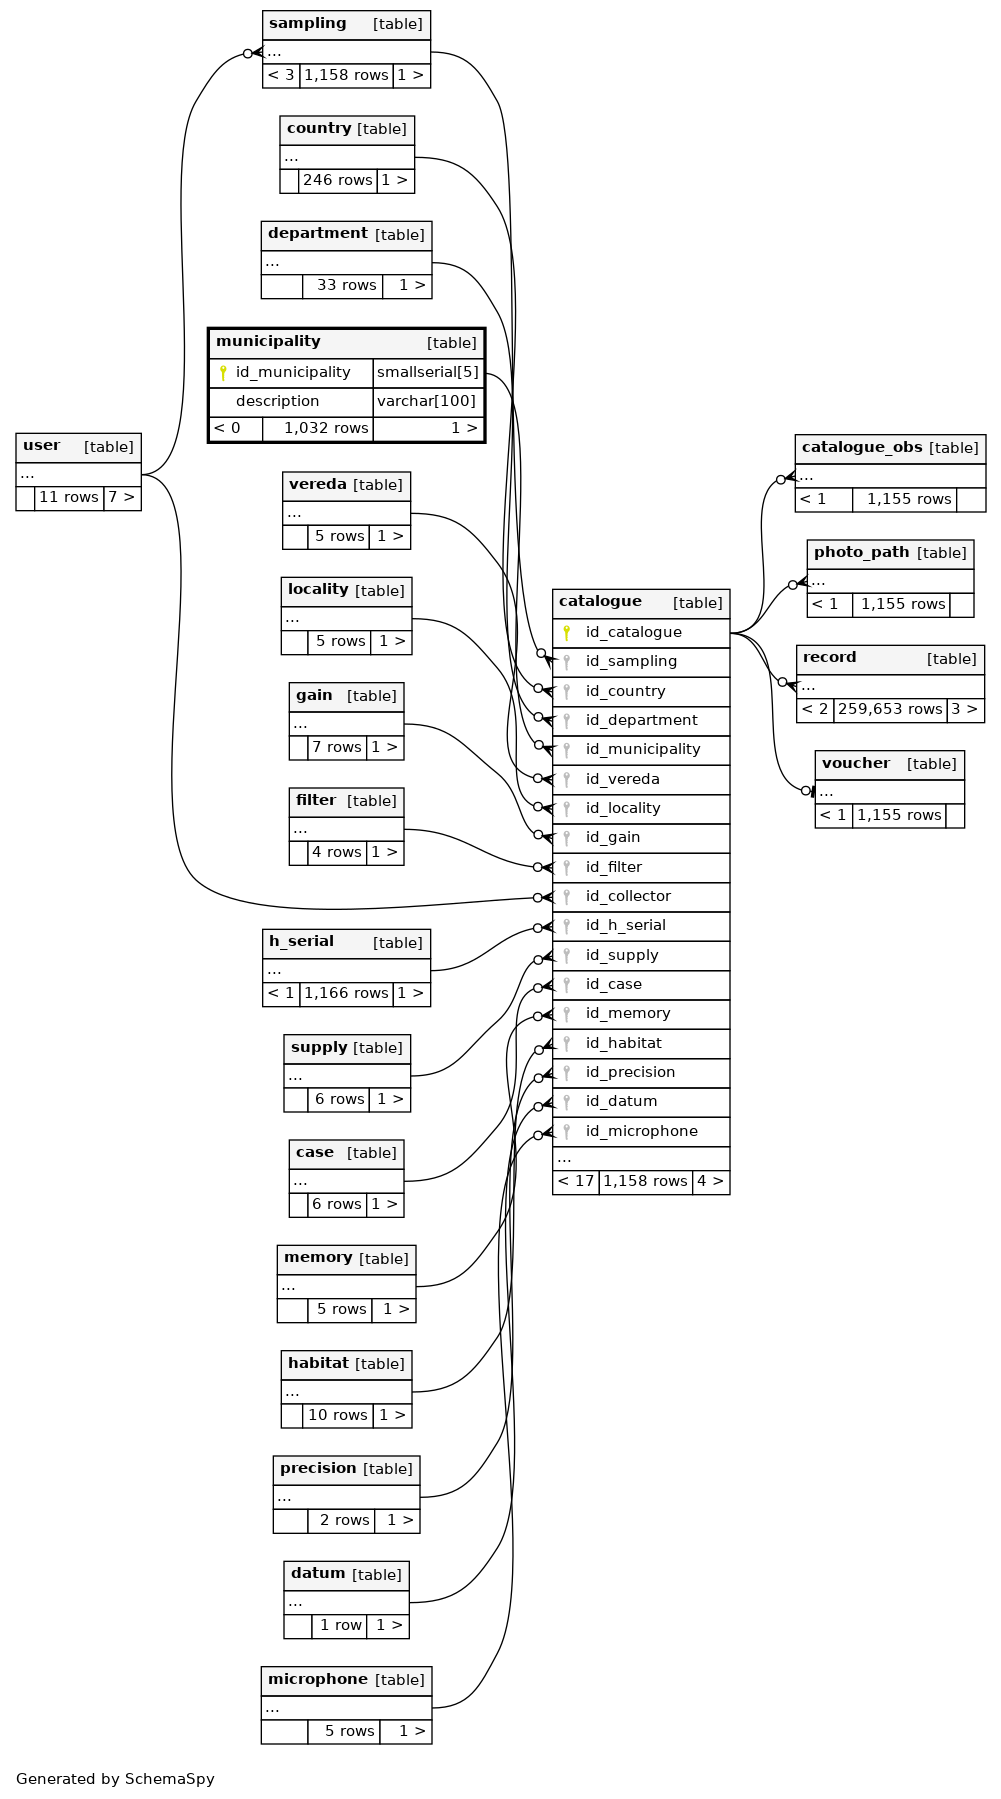 sampling [table]
...
< 3 1,158 rows 1 >
country [table]
...
246 rows 1 >
department [table]
...
33 rows 1 >
municipality [table]
id_municipality smallserial[5]
description varchar[100]
< 0 1,032 rows 1 >
user [table]
...
11 rows 7 >
vereda [table]
...
5 rows 1 >
locality [table]
...
5 rows 1 >
gain [table]
...
7 rows 1 >
filter [table]
...
4 rows 1 >
h_serial [table]
...
< 1 1,166 rows 1 >
supply [table]
...
6 rows 1 >
case [table]
...
6 rows 1 >
memory [table]
...
5 rows 1 >
habitat [table]
...
10 rows 1 >
precision [table]
...
2 rows 1 >
datum [table]
...
1 row 1 >
microphone [table]
...
5 rows 1 >
catalogue [table]
id_catalogue
id_sampling
id_country
id_department
id_municipality
id_vereda
id_locality
id_gain
id_filter
id_collector
id_h_serial
id_supply
id_case
id_memory
id_habitat
id_precision
id_datum
id_microphone
...
< 17 1,158 rows 4 >
catalogue_obs [table]
...
< 1 1,155 rows
photo_path [table]
...
< 1 1,155 rows
record [table]
...
< 2 259,653 rows 3 >
voucher [table]
...
< 1 1,155 rows
Generated by SchemaSpy